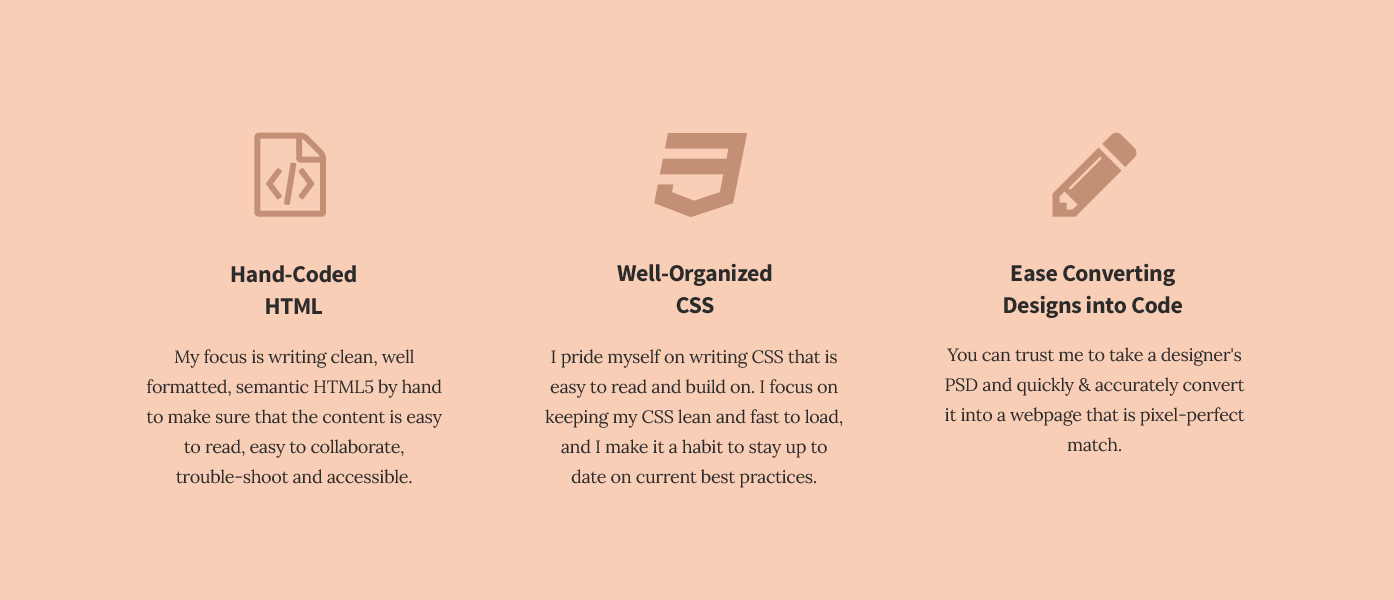 Hand-Coded
HTML
My focus is writing clean, well
formatted, semantic HTML5 by hand
to make sure that the content is easy
to read, easy to collaborate,
trouble-shoot and accessible.
Well-Organized
CSS
I pride myself on writing CSS that is
easy to read and build on. I focus on
keeping my CSS lean and fast to load,
and I make it a habit to stay up to
date on current best practices.
Ease Converting
Designs into Code
You can trust me to take a designer's
PSD and quickly & accurately convert
it into a webpage that is pixel-perfect
match.